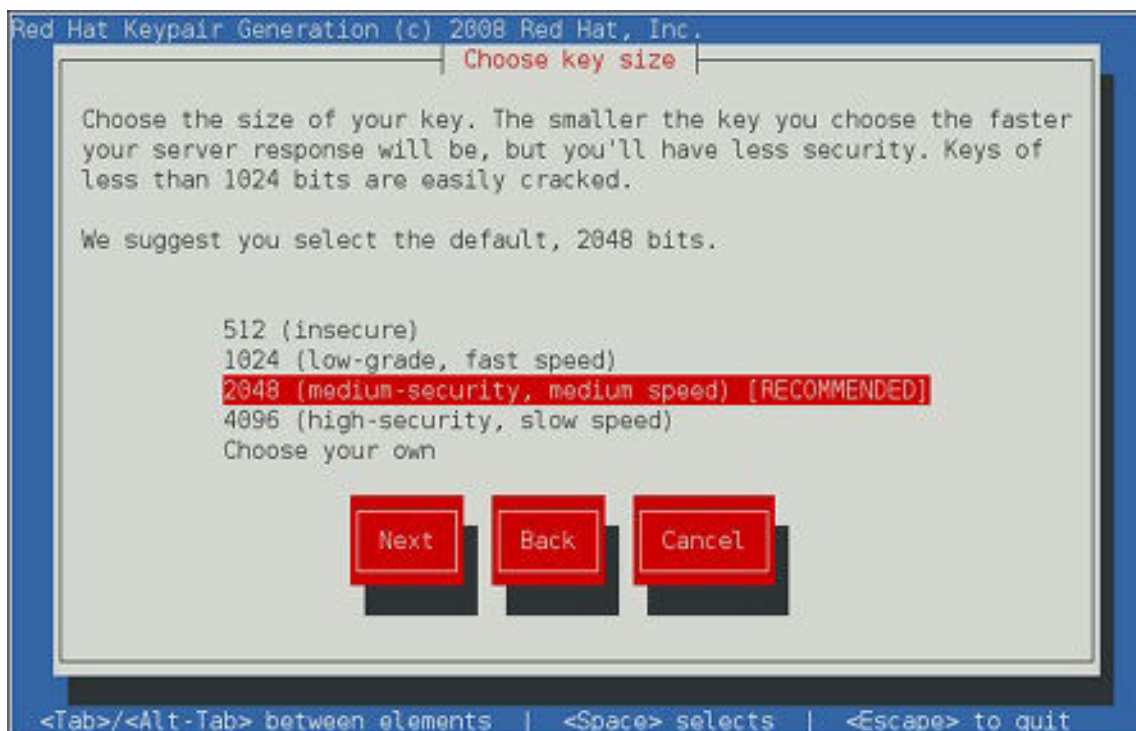 Red Hat Keypair Generation (c) 2008 Red Hat, Inc.
Choose key size
Choose the size of your key. The smaller the key you choose the faster
your server response will be, but you'll have less security. Keys of
less than 1024 bits are easily cracked.
We suggest you select the default, 2048 bits.
512 (insecure)
1024 (low-grade, fast speed)
2048 (medium-security, medium speed) [RECOMMENDED]
4096 (high-security, slow speed)
Choose your own
Next Back Cancel
<Tab>/<Alt-Tab> between elements | <Space> selects | <Escape> to quit